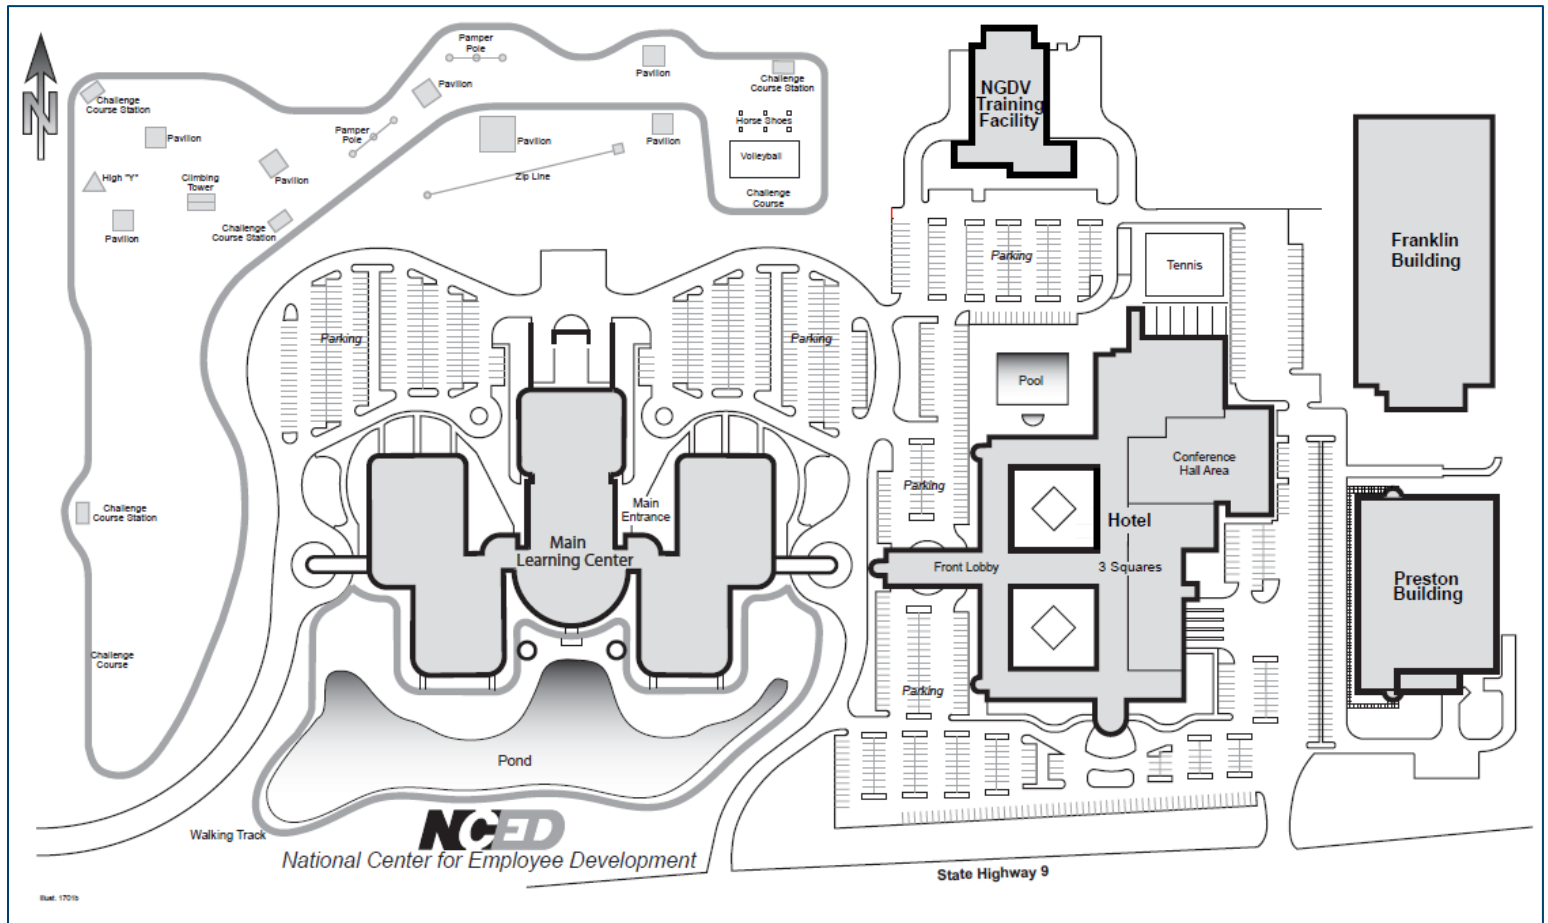 N
Challenge
Course Station
Pavilion
High "Y"
Climbing
Tower
Pavilion
Challenge
Course Station
Pavilion
Pamper
Pole
Pavilion
Pamper
Pole
Pavilion
Zip Line
Pavilion
Pavilion
Challenge
Course Station
Horse Shoes
Volleyball
Challenge
Course
NGDV
Training
Facility
Franklin
Building
Parking
Tennis
Parking
Parking
Pool
Conference
Hall Area
Parking
Main
Entrance
Hotel
Challenge
Course Station
Main
Learning Center
Front Lobby
3 Squares
Preston
Building
Challenge
Course
Parking
Pond
Walking Track
NCED
National Center for Employee Development
State Highway 9
Illust. 1701b